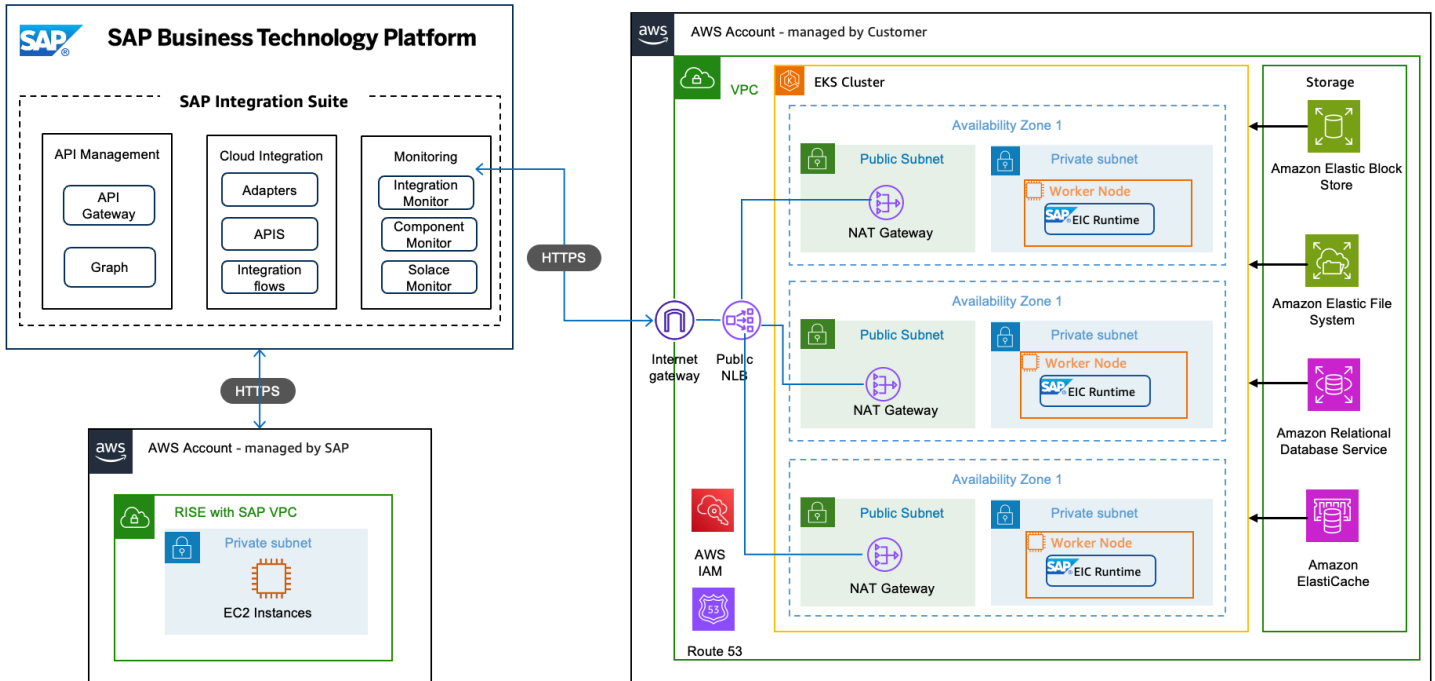 SAP
®
SAP Business Technology Platform
SAP Integration Suite
API Management
API
Gateway
Graph
Cloud Integration
Adapters
APIS
Integration
flows
Monitoring
Integration
Monitor
Component
Monitor
Solace
Monitor
HTTPS
HTTPS
aws
AWS Account - managed by SAP
RISE with SAP VPC
Private subnet
EC2 Instances
aws
AWS Account - managed by Customer
VPC
EKS Cluster
Internet
gateway
Public
NLB
AWS
IAM
53
Route 53
Availability Zone 1
Public Subnet
NAT Gateway
Private subnet
Worker Node
SAP
® EIC Runtime
Availability Zone 1
Public Subnet
NAT Gateway
Private subnet
Worker Node
SAP
® EIC Runtime
Availability Zone 1
Public Subnet
NAT Gateway
Private subnet
Worker Node
SAP
® EIC Runtime
Storage
Amazon Elastic Block
Store
Amazon Elastic File
System
Amazon Relational
Database Service
Amazon
ElastiCache